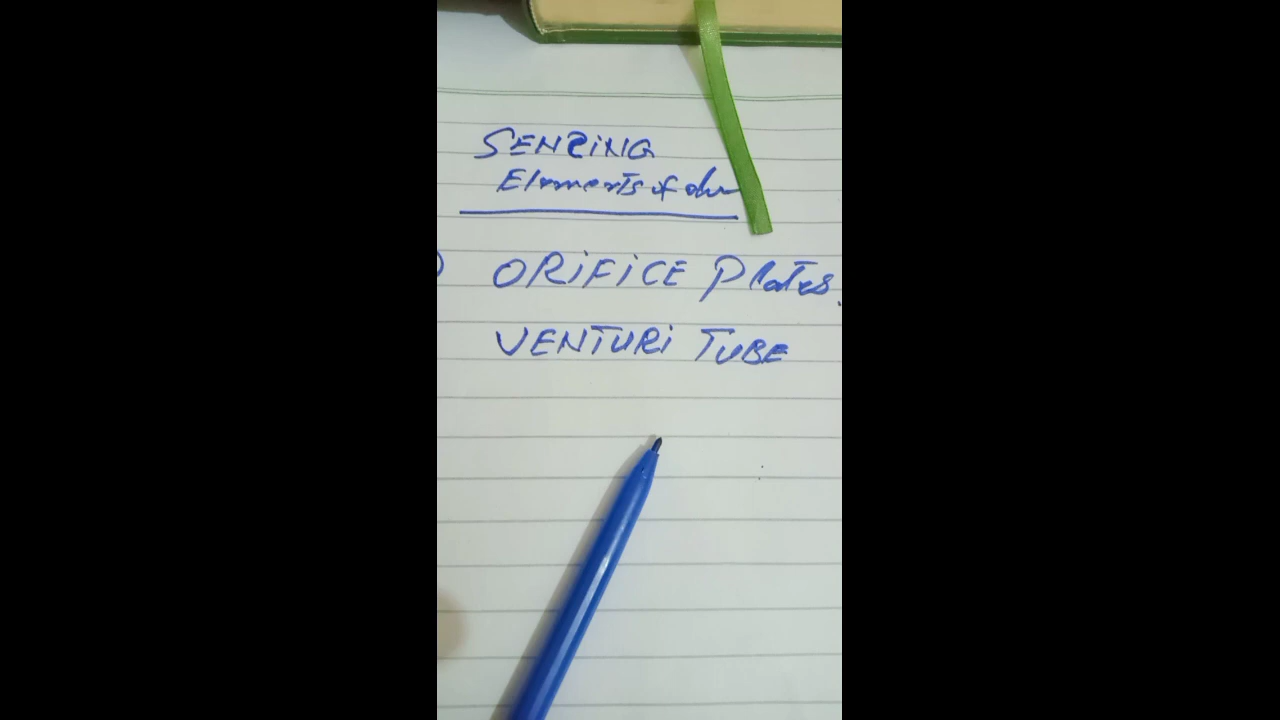 SENSING
Elements of
) ORiFiCE Plates.
VENTURi TUBE